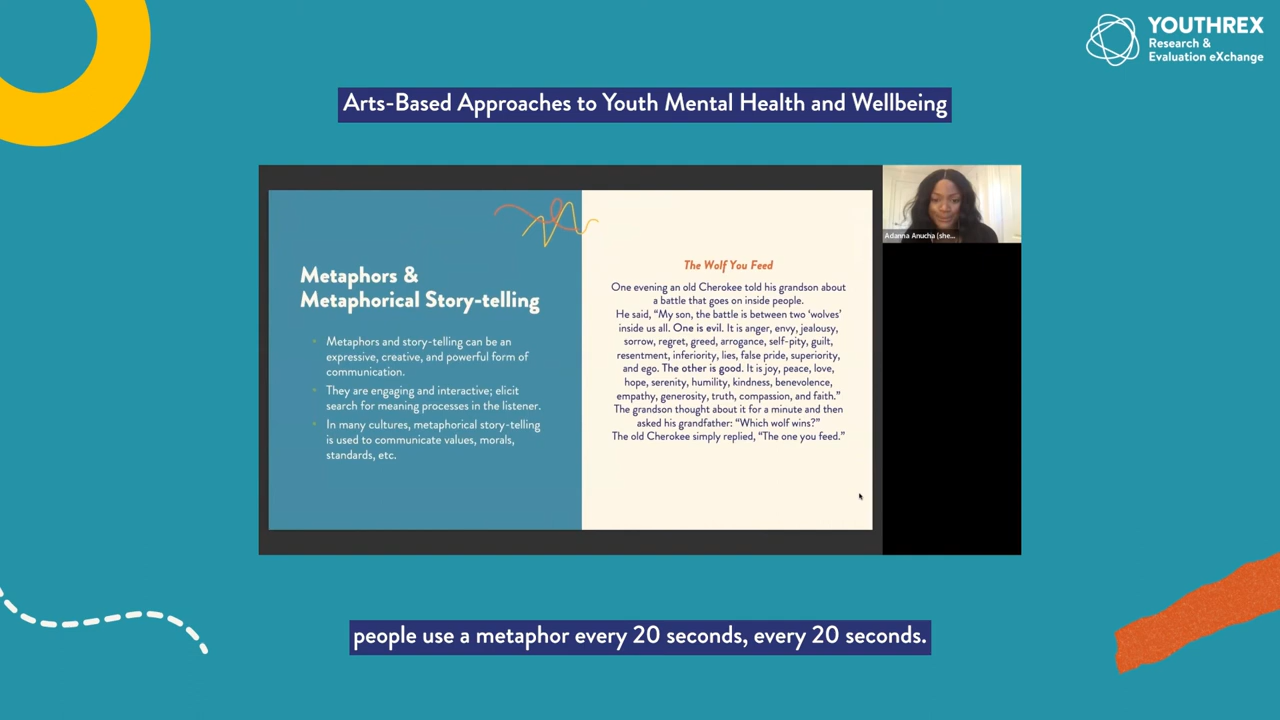 YOUTHREX
Research &
Evaluation eXchange
Arts-Based Approaches to Youth Mental Health and Wellbeing
Metaphors &
Metaphorical Story-telling
Metaphors and story-telling can be an
expressive, creative, and powerful form of
communication.
They are engaging and interactive; elicit
search for meaning processes in the listener.
In many cultures, metaphorical story-telling
is used to communicate values, morals,
standards, etc.
The Wolf You Feed
One evening an old Cherokee told his grandson about
a battle that goes on inside people.
He said, “My son, the battle is between two ‘wolves’
inside us all. One is evil. It is anger, envy, jealousy,
sorrow, regret, greed, arrogance, self-pity, guilt,
resentment, inferiority, lies, false pride, superiority,
and ego. The other is good. It is joy, peace, love,
hope, serenity, humility, kindness, benevolence,
empathy, generosity, truth, compassion, and faith.”
The grandson thought about it for a minute and then
asked his grandfather: “Which wolf wins?”
The old Cherokee simply replied, “The one you feed.”
Adanna Anucha (she...
people use a metaphor every 20 seconds, every 20 seconds.